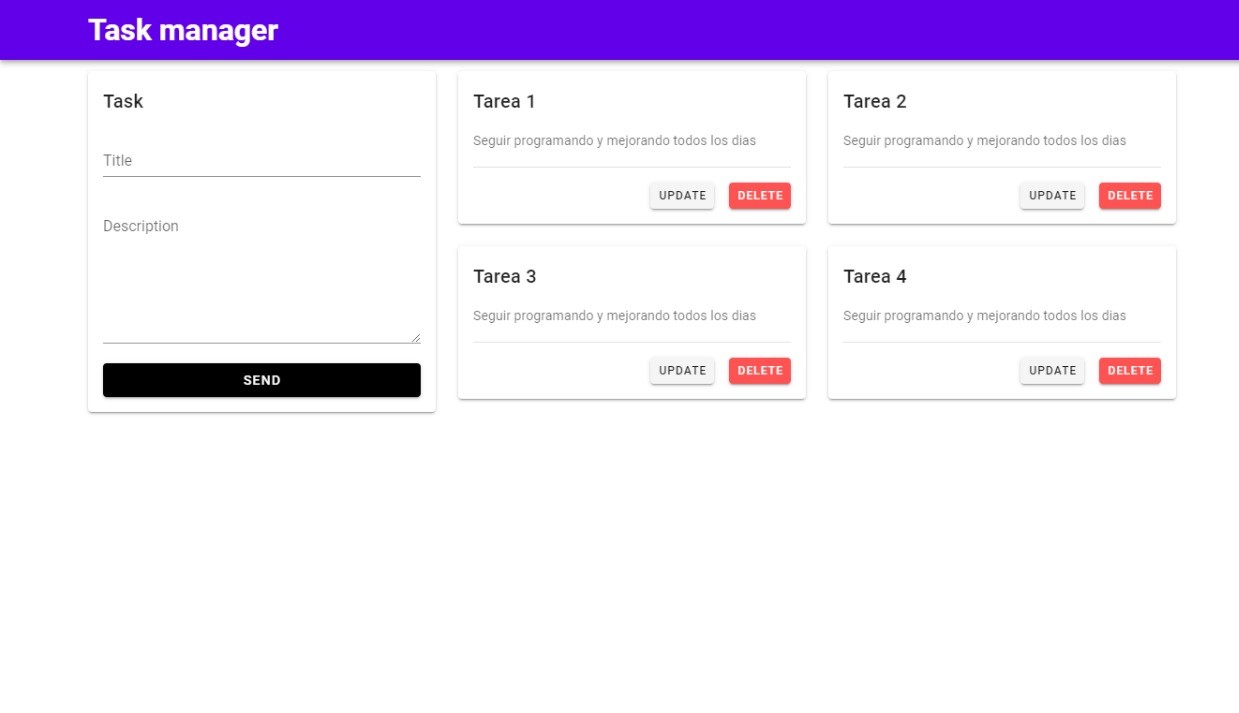 Task manager
Task
Title
Description
SEND
Tarea 1
Seguir programando y mejorando todos los dias
UPDATE DELETE
Tarea 2
Seguir programando y mejorando todos los dias
UPDATE DELETE
Tarea 3
Seguir programando y mejorando todos los dias
UPDATE DELETE
Tarea 4
Seguir programando y mejorando todos los dias
UPDATE DELETE